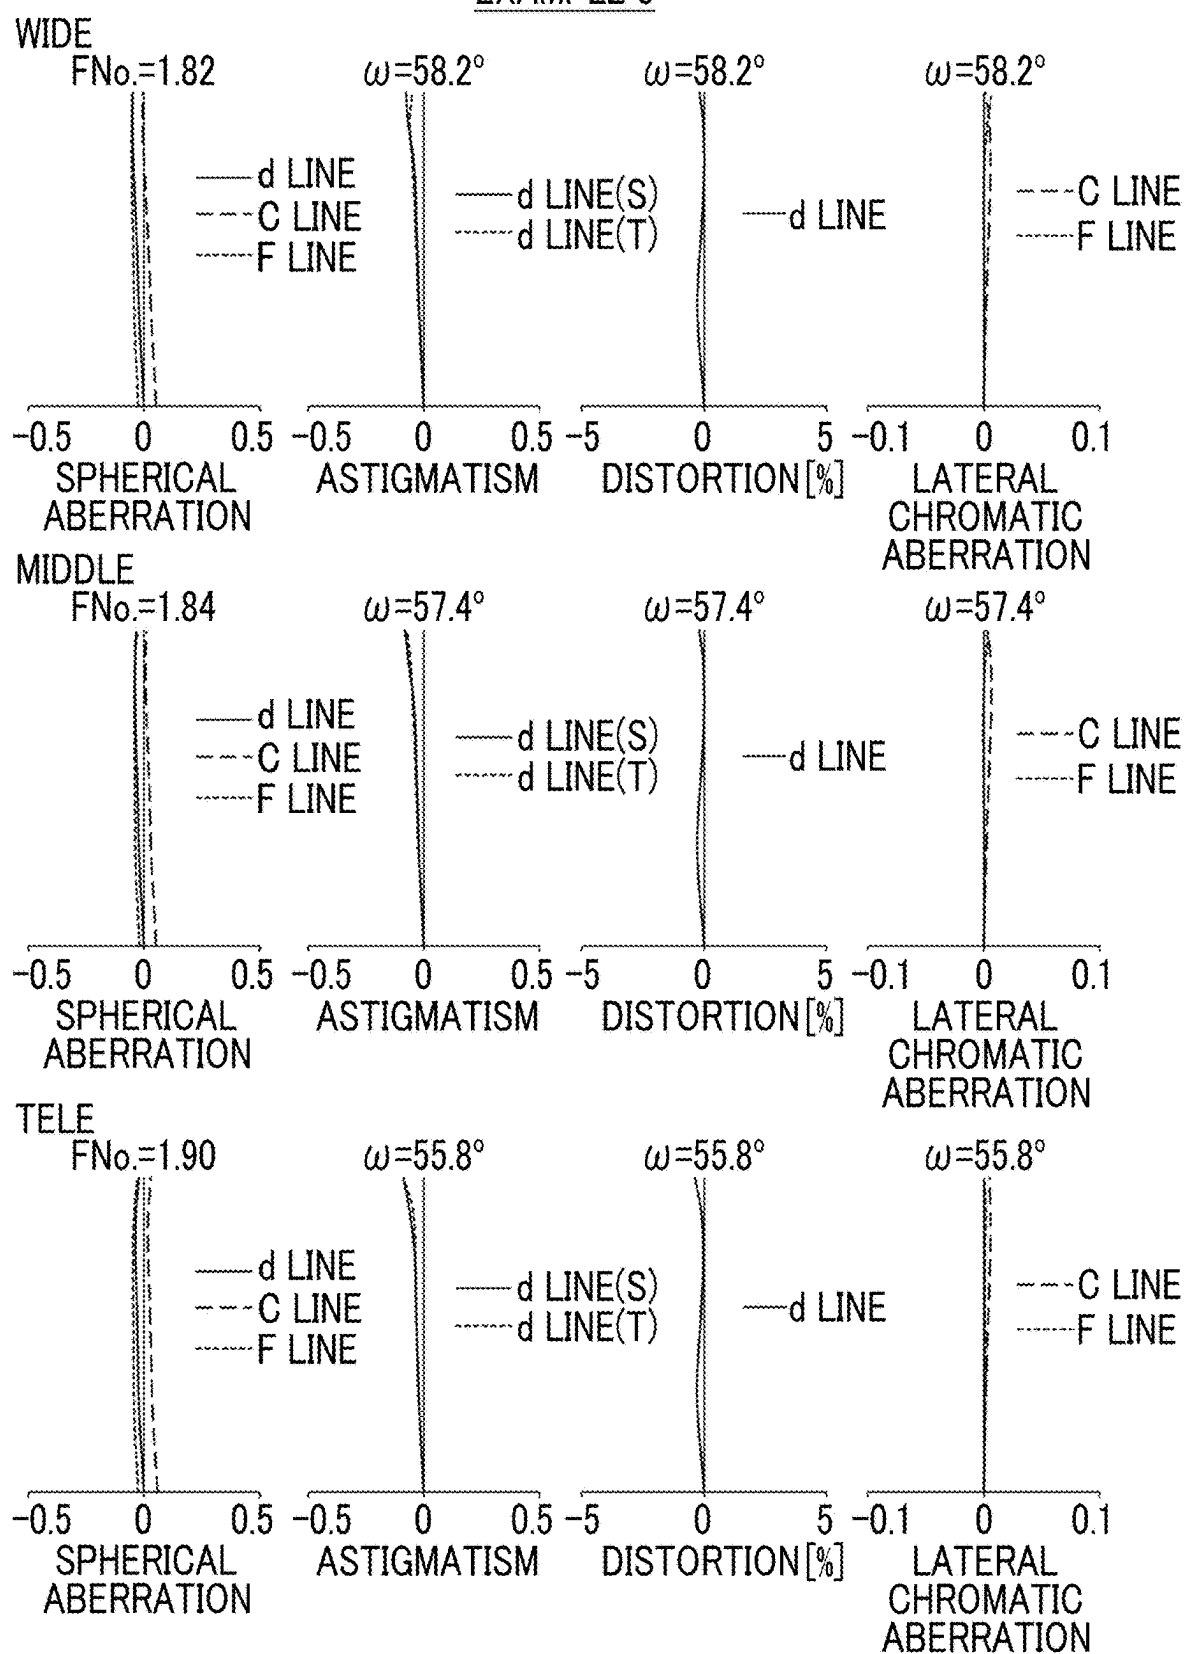 WIDE
FNo.=1.82 ω=58.2° ω=58.2° ω=58.2°
d LINE
C LINE
F LINE
d LINE(S)
d LINE(T)
d LINE
C LINE
F LINE
-0.5 0 0.5 -0.5 0 0.5 -5 0 5 -0.1 0 0.1
SPHERICAL ABERRATION
ASTIGMATISM
DISTORTION[%]
LATERAL CHROMATIC ABERRATION
MIDDLE
FNo.=1.84 ω=57.4° ω=57.4° ω=57.4°
d LINE
C LINE
F LINE
d LINE(S)
d LINE(T)
d LINE
C LINE
F LINE
-0.5 0 0.5 -0.5 0 0.5 -5 0 5 -0.1 0 0.1
SPHERICAL ABERRATION
ASTIGMATISM
DISTORTION[%]
LATERAL CHROMATIC ABERRATION
TELE
FNo.=1.90 ω=55.8° ω=55.8° ω=55.8°
d LINE
C LINE
F LINE
d LINE(S)
d LINE(T)
d LINE
C LINE
F LINE
-0.5 0 0.5 -0.5 0 0.5 -5 0 5 -0.1 0 0.1
SPHERICAL ABERRATION
ASTIGMATISM
DISTORTION[%]
LATERAL CHROMATIC ABERRATION